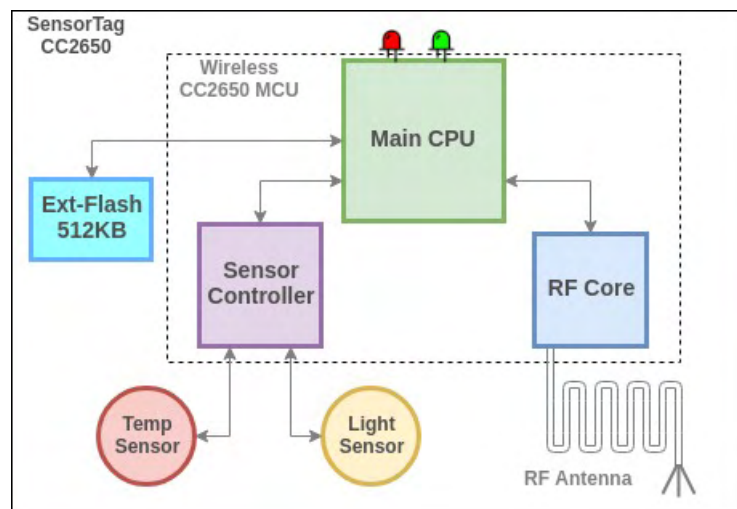 SensorTag
CC2650
Wireless
CC2650 MCU
Main CPU
Ext-Flash
512KB
Sensor
Controller
RF Core
Temp
Sensor
Light
Sensor
RF Antenna